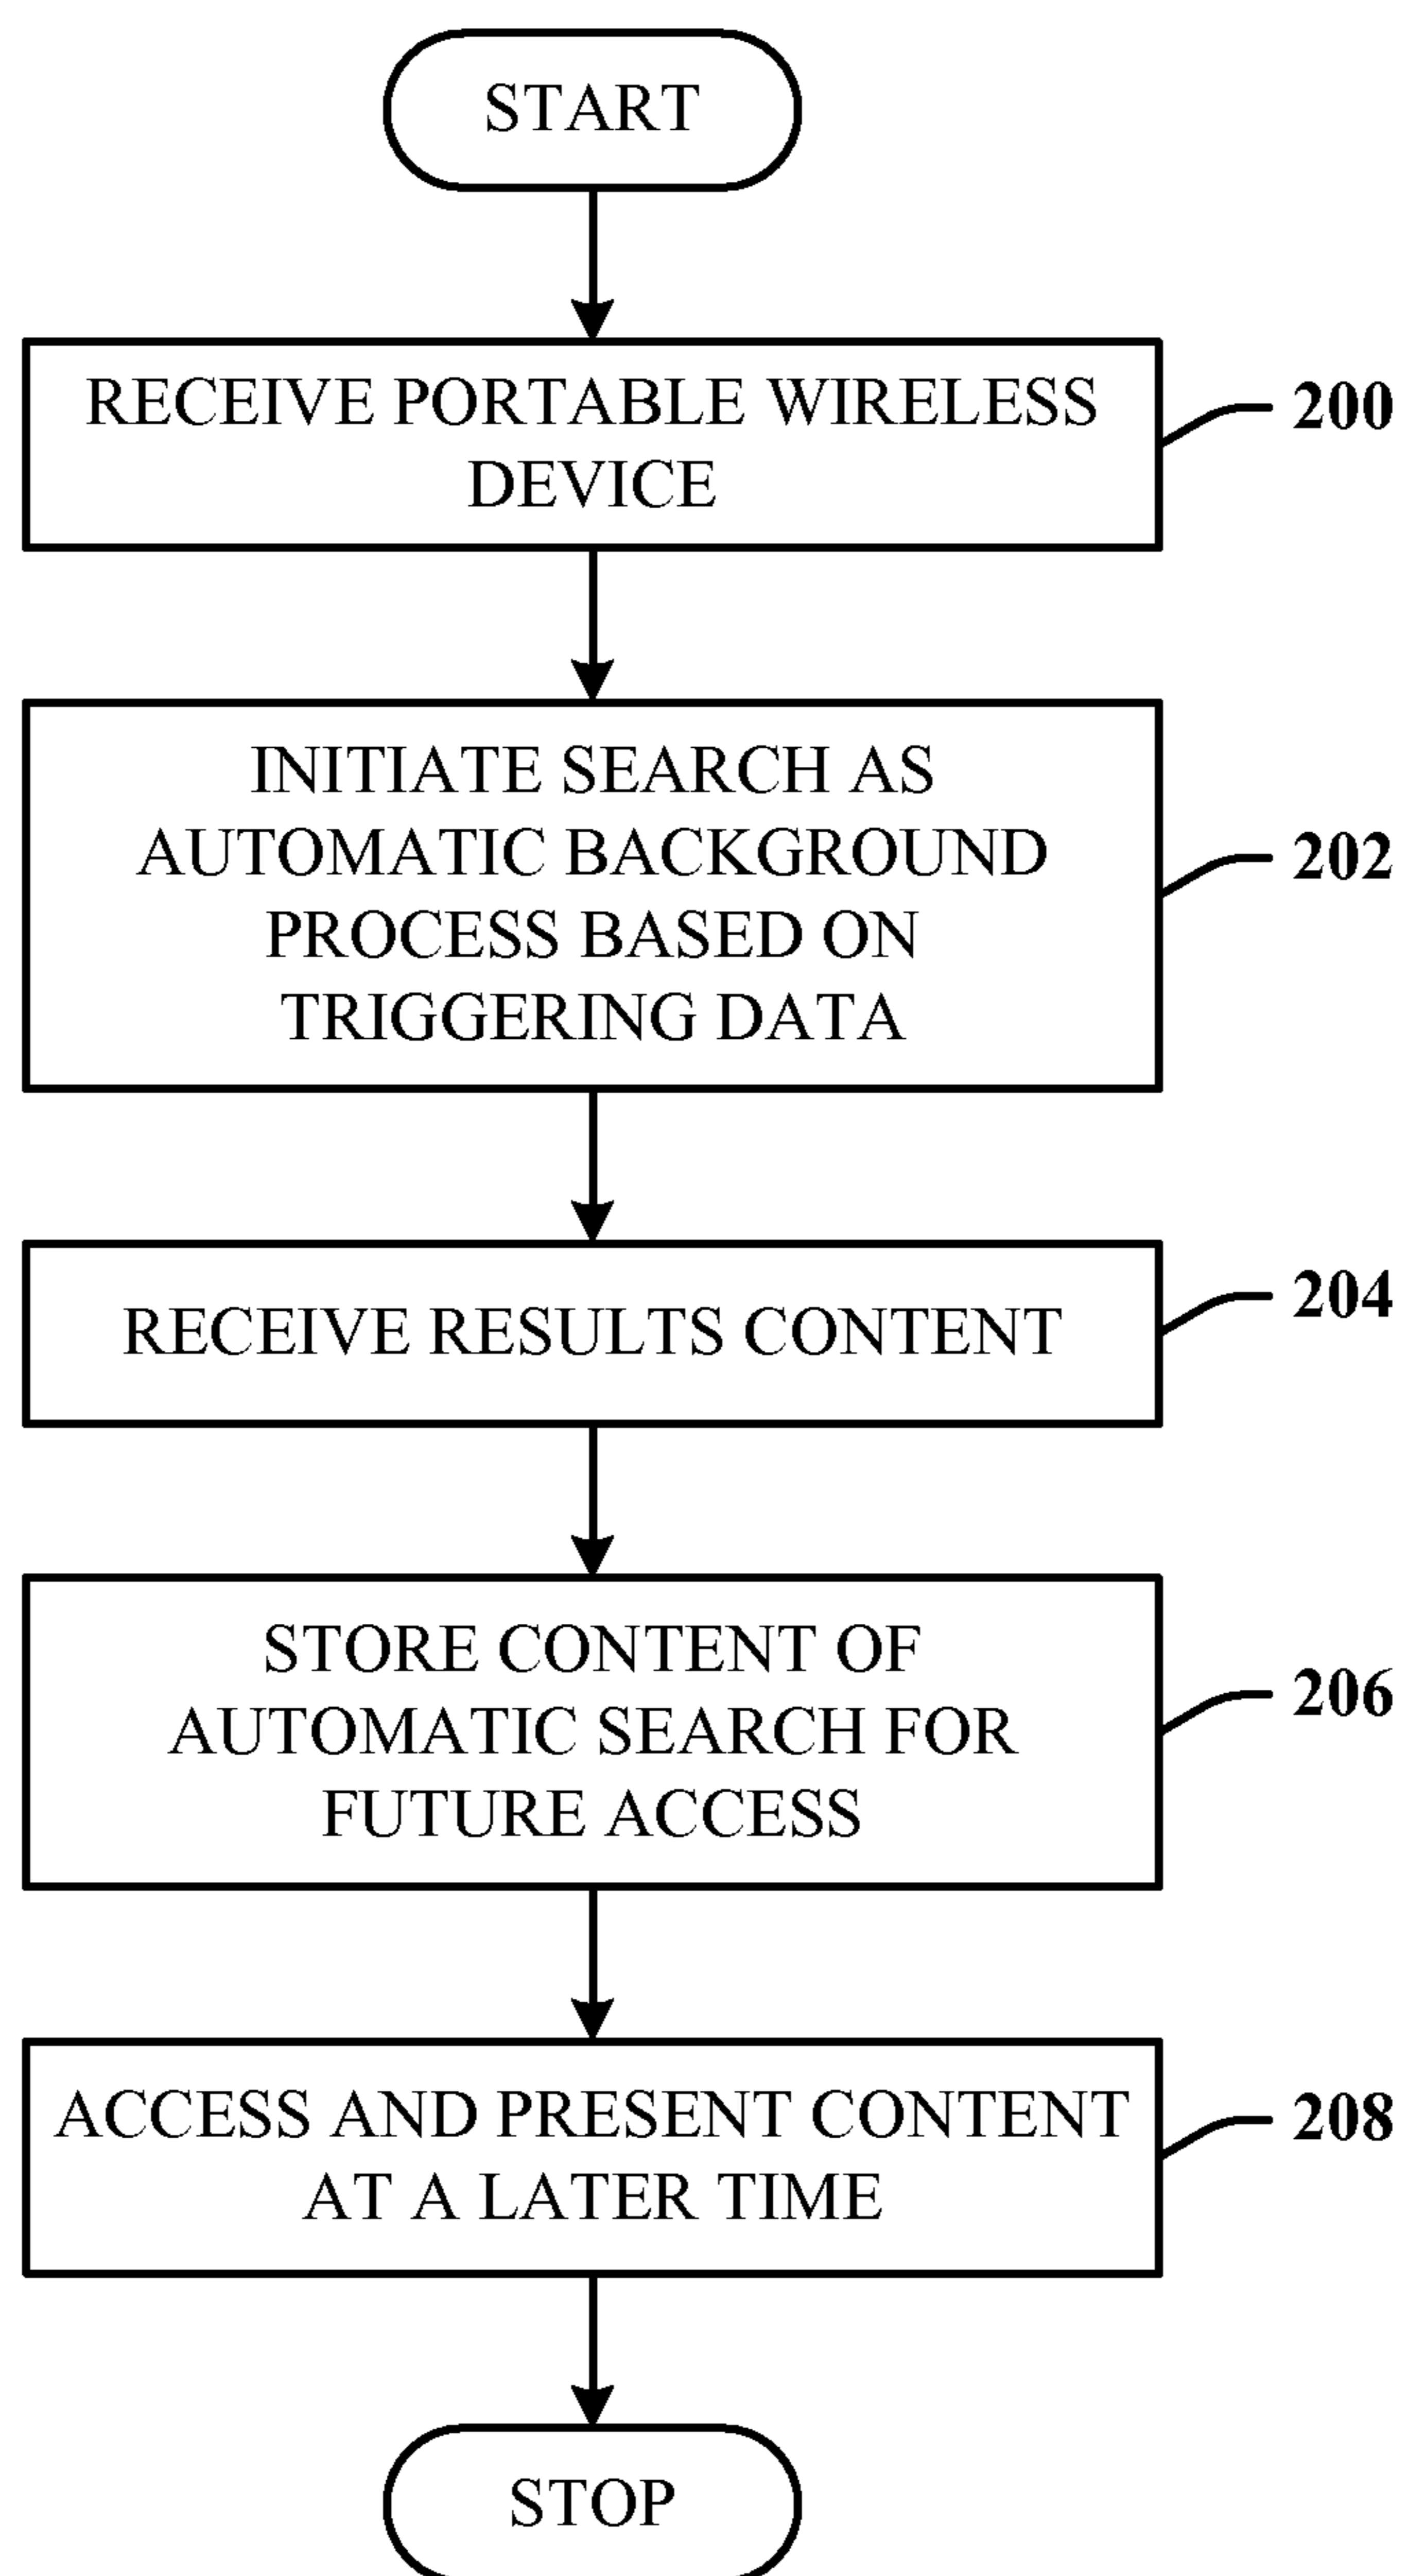 START
RECEIVE PORTABLE WIRELESS
DEVICE
200
INITIATE SEARCH AS
AUTOMATIC BACKGROUND
PROCESS BASED ON
TRIGGERING DATA
202
RECEIVE RESULTS CONTENT
204
STORE CONTENT OF
AUTOMATIC SEARCH FOR
FUTURE ACCESS
206
ACCESS AND PRESENT CONTENT
AT A LATER TIME
208
STOP